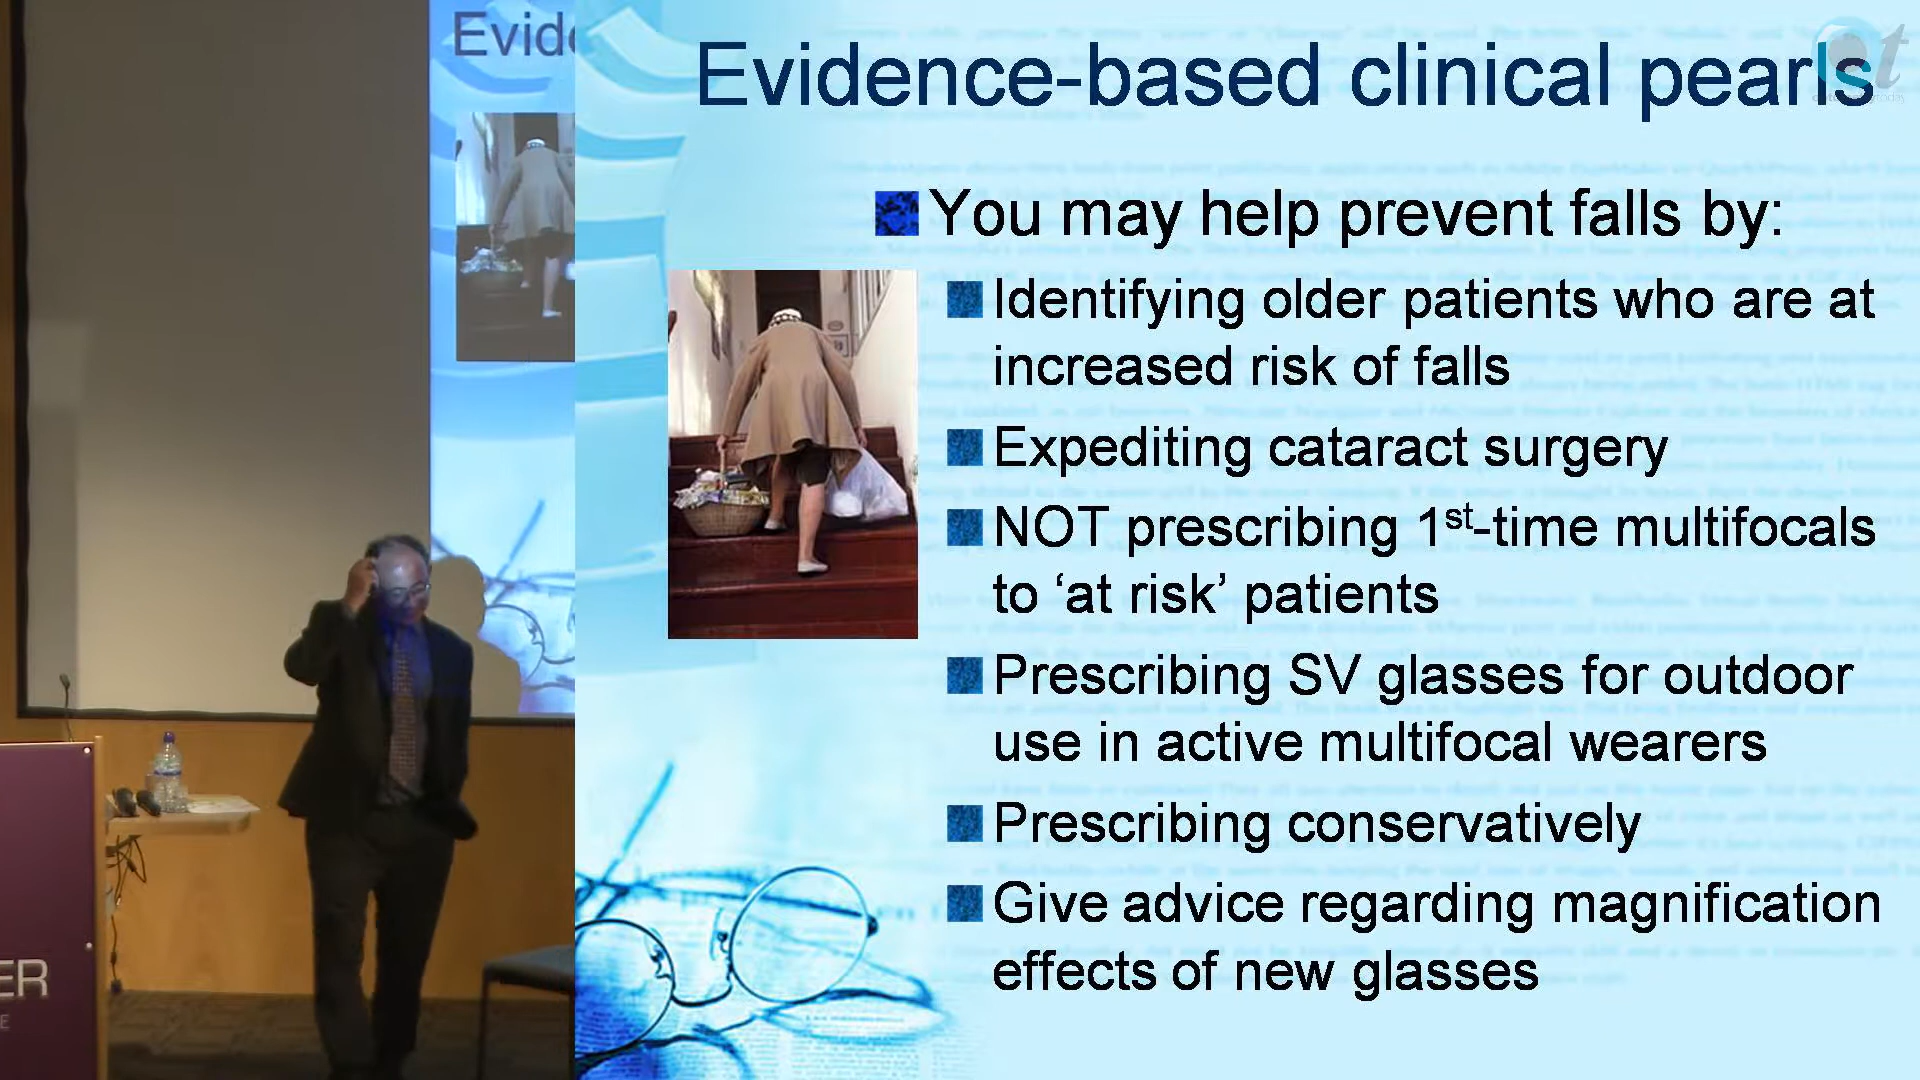 Evide
Evidence-based clinical pearls
You may help prevent falls by:
Identifying older patients who are at
increased risk of falls
Expediting cataract surgery
NOT prescribing 1st-time multifocals
to ‘at risk’ patients
Prescribing SV glasses for outdoor
use in active multifocal wearers
Prescribing conservatively
Give advice regarding magnification
effects of new glasses
ER
E